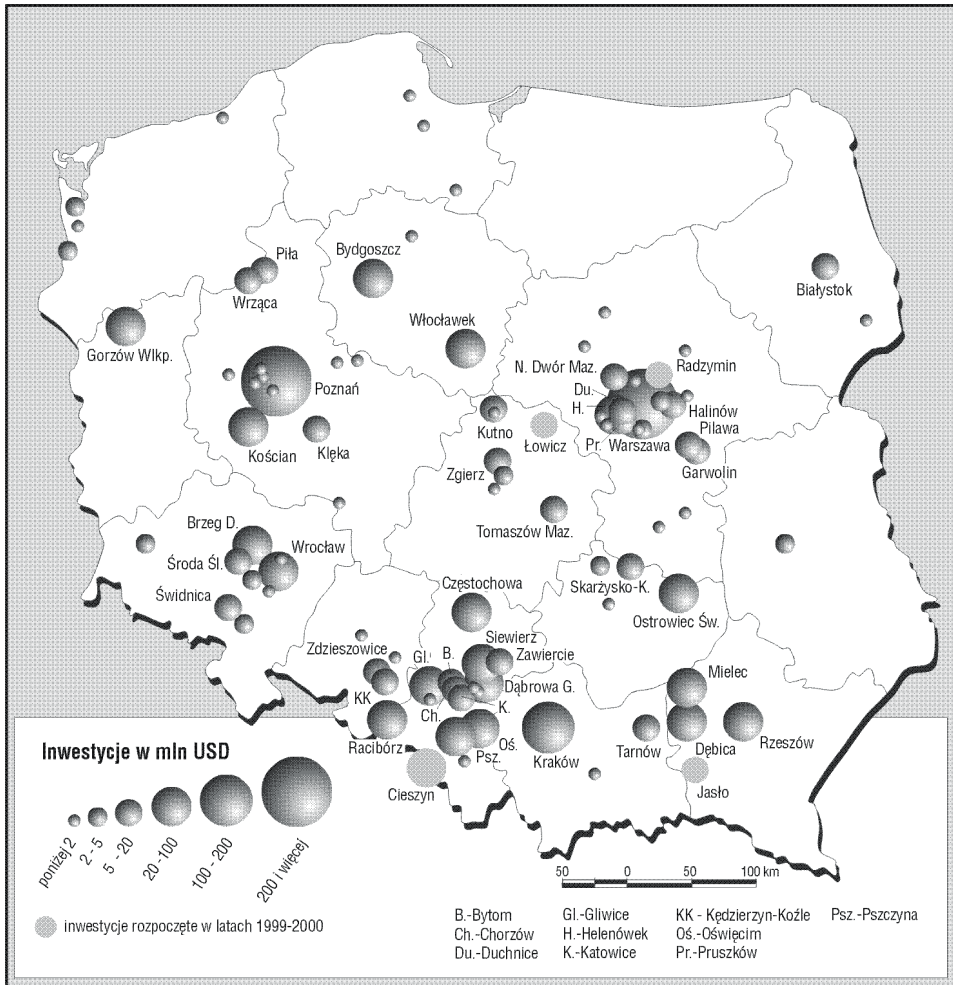 Piła
Wrząca
Bydgoszcz
Białystok
Gorzów Wlkp.
Włocławek
Poznań
N. Dwór Maz.
Radzymin
Du.
H.
Halinów
Pilawa
Pr.
Warszawa
Garwolin
Kościan
Klęka
Kutno
Łowicz
Zgierz
Tomaszów Maz.
Brzeg D.
Wrocław
Środa Śl.
Świdnica
Skarżysko-K.
Ostrowiec Św.
Częstochowa
Siewierz
Zawiercie
Zdzieszowice
Gl.
B.
Dąbrowa G.
KK
Ch.
K.
Mielec
Racibórz
Psz.
Oś.
Kraków
Tarnów
Dębica
Rzeszów
Cieszyn
Jasło
Inwestycje w mln USD
poniżej 2
2 - 5
5 - 20
20 -100
100 - 200
200 i więcej
inwestycje rozpoczęte w latach 1999-2000
50 0 50 100 km
B.-Bytom Gl.-Gliwice KK - Kędzierzyn-Koźle Psz.-Pszczyna
Ch.-Chorzów H.-Helenówek Oś.-Oświęcim
Du.-Duchnice K.-Katowice Pr.-Pruszków